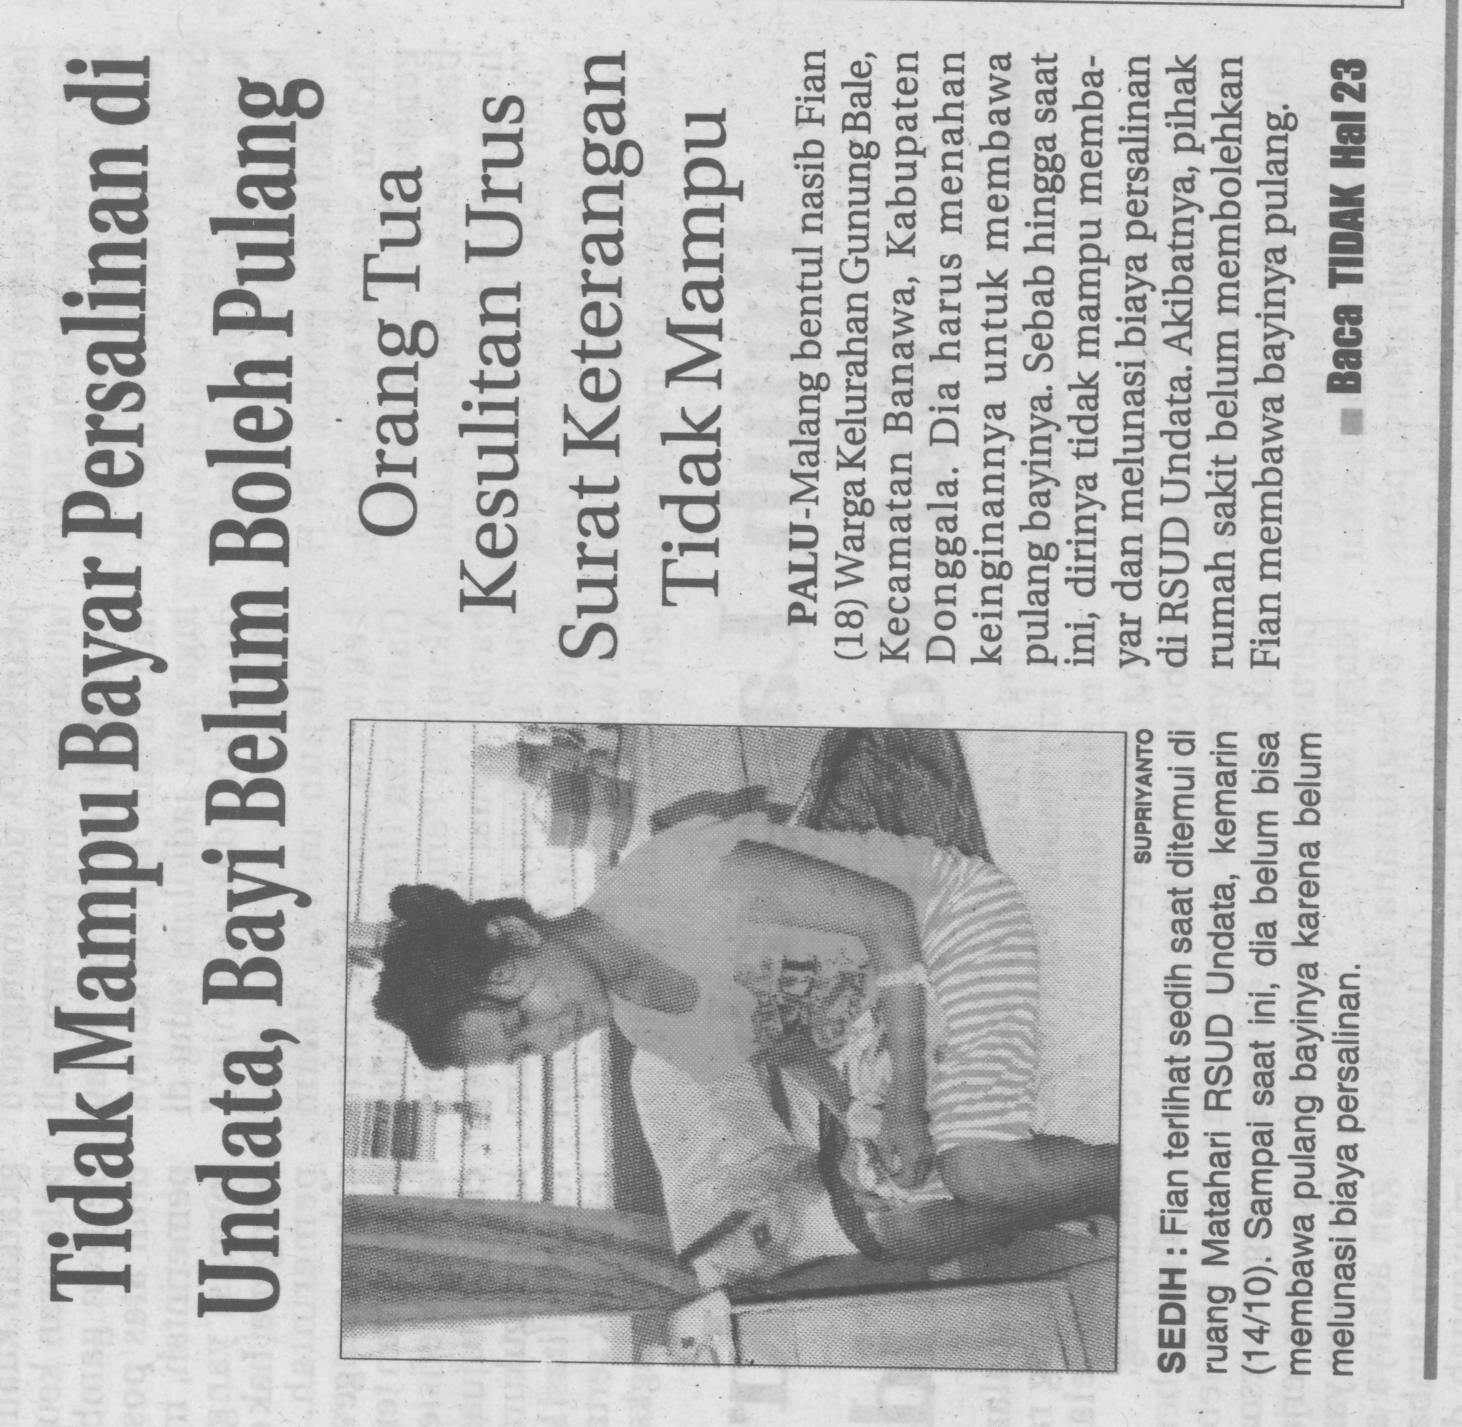 Tidak Mampu Bayar Persalinan di
Undata, Bayi Belum Boleh Pulang
Orang Tua
Kesulitan Urus
Surat Keterangan
Tidak Mampu
PALU-Malang bentul nasib Fian
(18) Warga Kelurahan Gunung Bale,
Kecamatan Banawa, Kabupaten
Donggala. Dia harus menahan
keinginannya untuk membawa
pulang bayinya. Sebab hingga saat
ini, dirinya tidak mampu memba-
yar dan melunasi biaya persalinan
di RSUD Undata. Akibatnya, pihak
rumah sakit belum membolehkan
Fian membawa bayinya pulang.
■ Baca TIDAK Hal 23
SUPRIYANTO
SEDIH : Fian terlihat sedih saat ditemui di
ruang Matahari RSUD Undata, kemarin
(14/10). Sampai saat ini, dia belum bisa
membawa pulang bayinya karena belum
melunasi biaya persalinan.